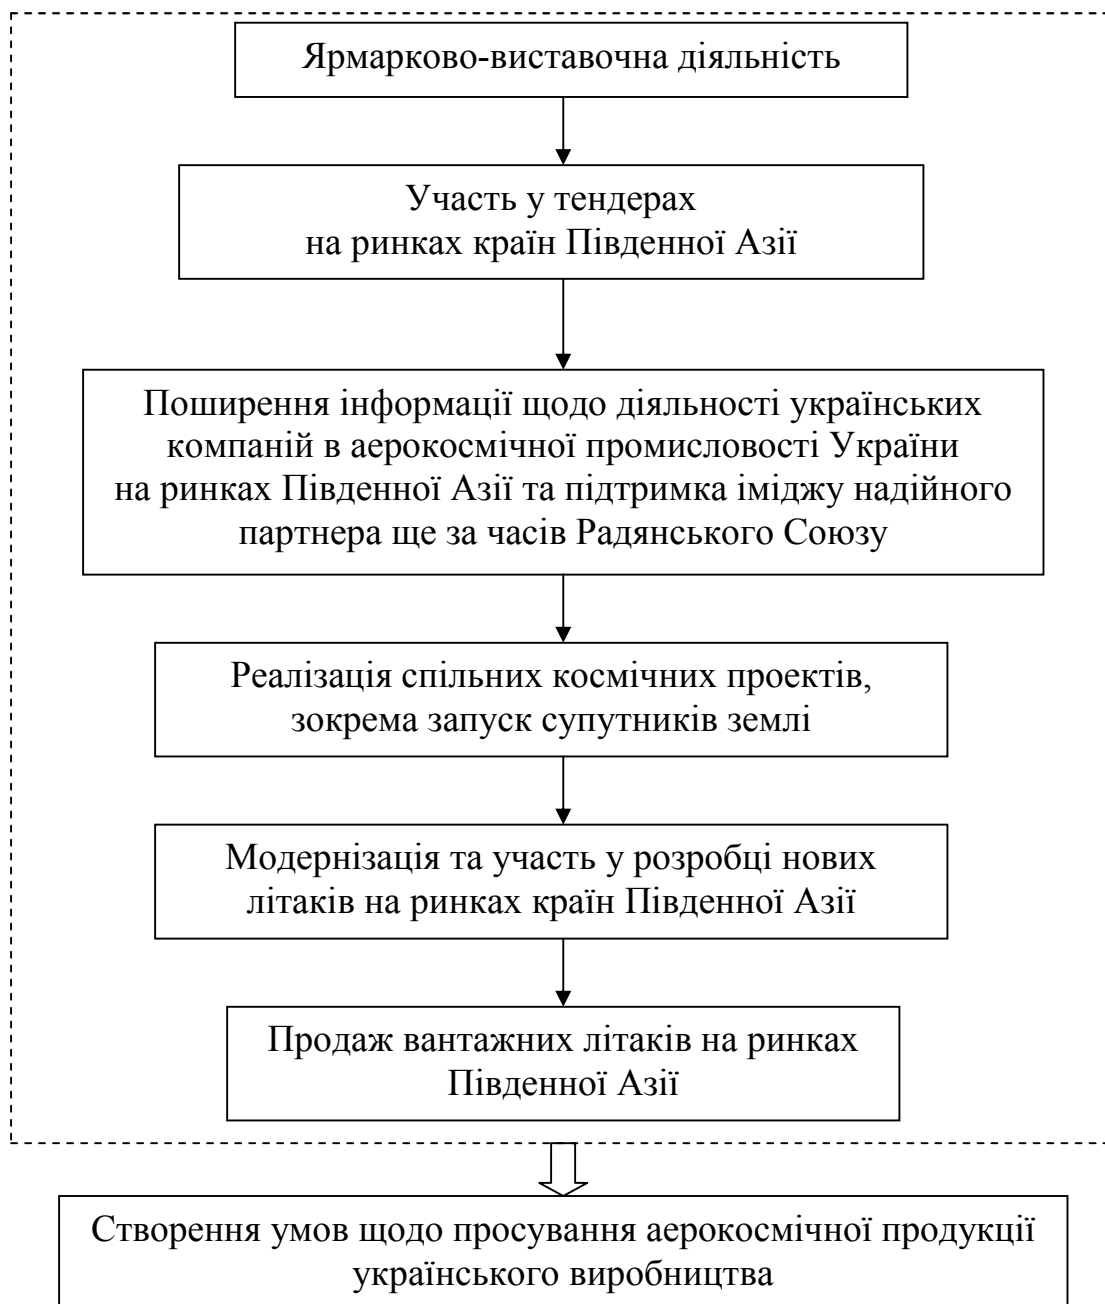 Ярмарково-виставочна діяльність
Участь у тендерах
на ринках країн Південної Азії
Поширення інформації щодо діяльності українських
компаній в аерокосмічної промисловості України
на ринках Південної Азії та підтримка іміджу надійного
партнера ще за часів Радянського Союзу
Реалізація спільних космічних проектів,
зокрема запуск супутників землі
Модернізація та участь у розробці нових
літаків на ринках країн Південної Азії
Продаж вантажних літаків на ринках
Південної Азії
Створення умов щодо просування аерокосмічної продукції
українського виробництва